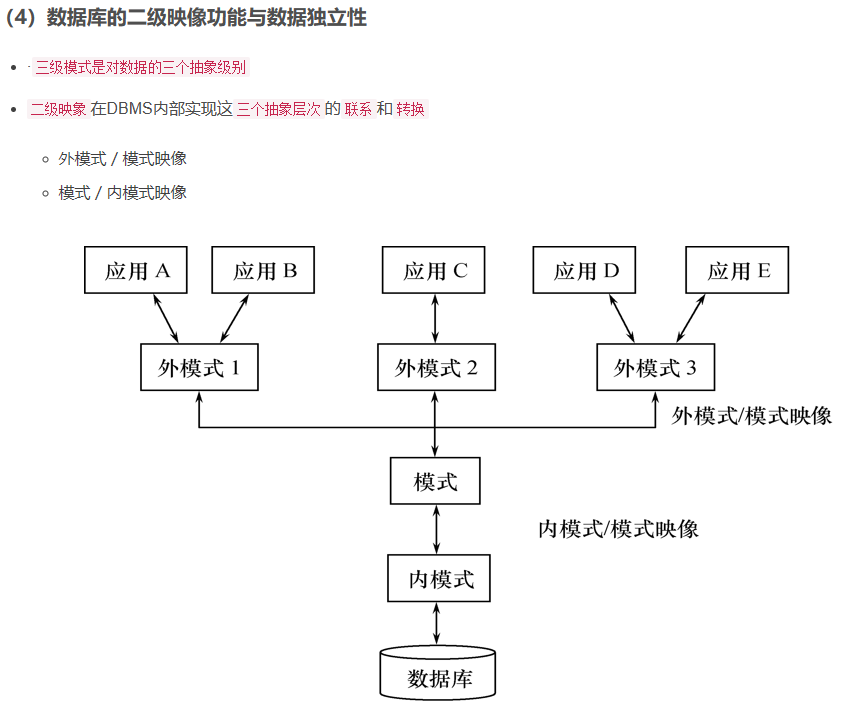 （4）数据库的二级映像功能与数据独立性
· 三级模式是对数据的三个抽象级别
二级映象 在DBMS内部实现这 三个抽象层次 的 联系 和 转换
外模式 / 模式映像
模式 / 内模式映像
应用 A 应用 B 应用 C 应用 D 应用 E
外模式 1 外模式 2 外模式 3
外模式/模式映像
模式
内模式/模式映像
内模式
数据库